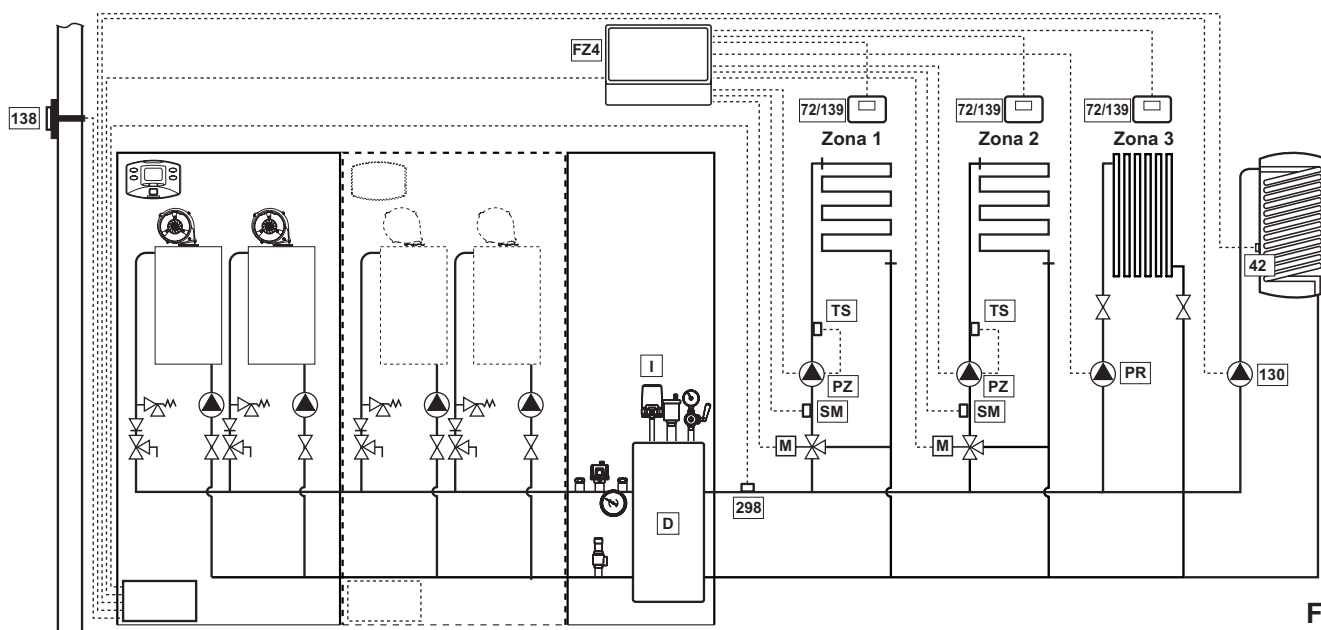 FZ4
138
72/139
72/139
72/139
Zona 1
Zona 2
Zona 3
42
TS
TS
I
PZ
PZ
PR
130
SM
SM
M
M
298
D
F